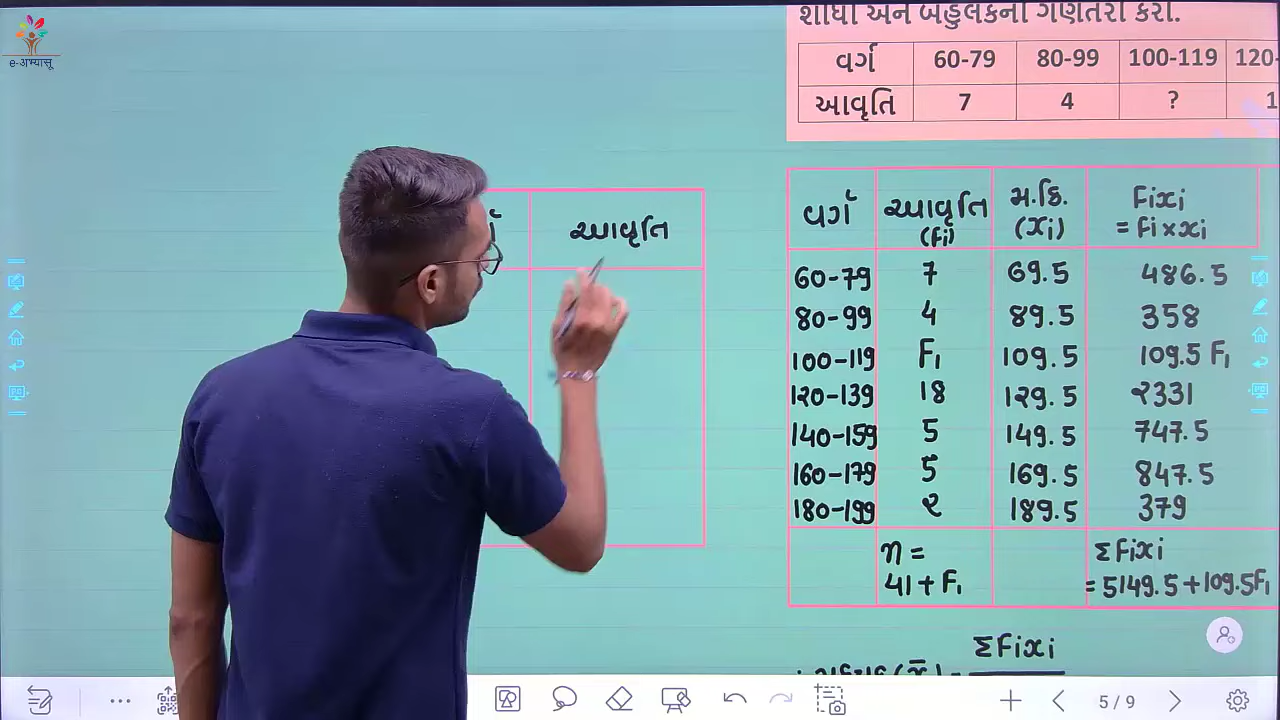 e-अभ्यासू
શોધો અને બહુલકની ગણતરી કરો.
વર્ગ 60-79 80-99 100-119 120-
આવૃતિ 7 4 ? 1
આવૃતિ
વર્ગ આવૃતિ (Fi) મ.કિ. (xi) Fixi = Fi × xi
60-79 7 69.5 486.5
80-99 4 89.5 358
100-119 F₁ 109.5 109.5 F₁
120-139 18 129.5 2331
140-159 5 149.5 747.5
160-179 5 169.5 847.5
180-199 2 189.5 379
n = 41 + F₁ ΣFixi = 5149.5 + 109.5F₁
ΣFixi
5 / 9